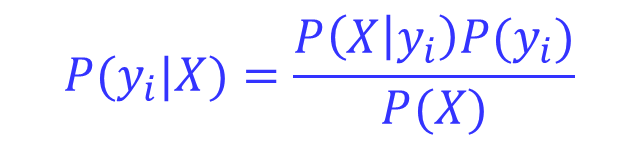 P(yᵢ|X) = P(X|yᵢ)P(yᵢ) / P(X)